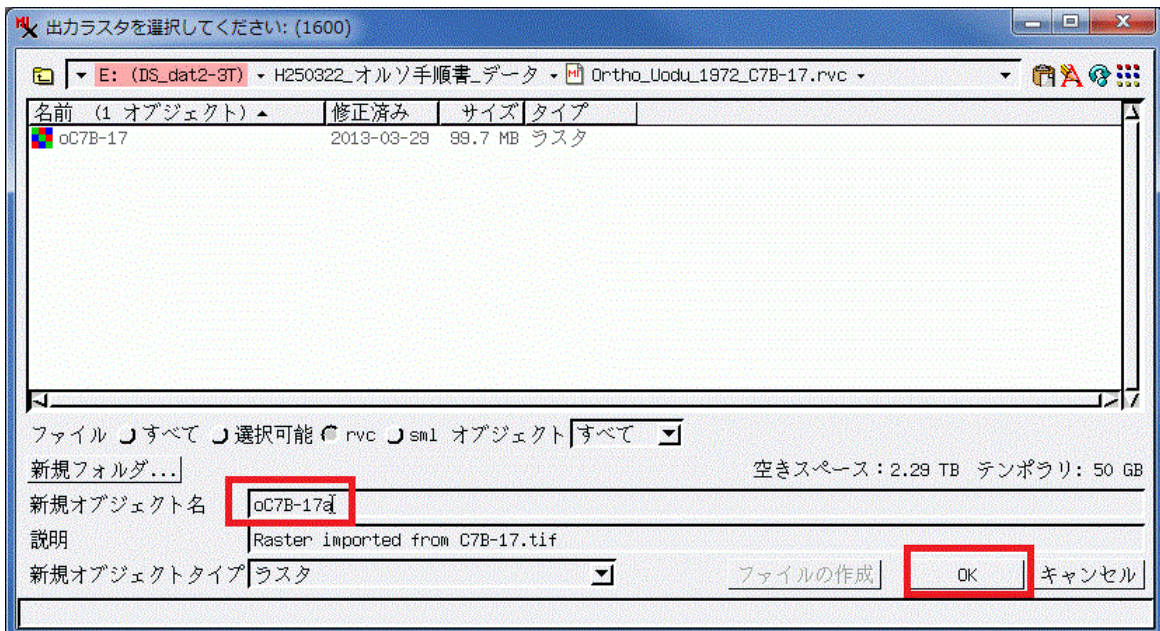 出力ラスタを選択してください: (1600)
E: (DS_dat2-3T) H250322_オルソ手順書_データ Ortho_Uodu_1972_C7B-17.rvc
名前 (1 オブジェクト) 修正済み サイズ タイプ
oC7B-17 2013-03-29 99.7 MB ラスタ
ファイル すべて 選択可能 rvc sml オブジェクト すべて
新規フォルダ... 空きスペース：2.29 TB テンポラリ: 50 GB
新規オブジェクト名 oC7B-17a
説明 Raster imported from C7B-17.tif
新規オブジェクトタイプ ラスタ ファイルの作成 OK キャンセル